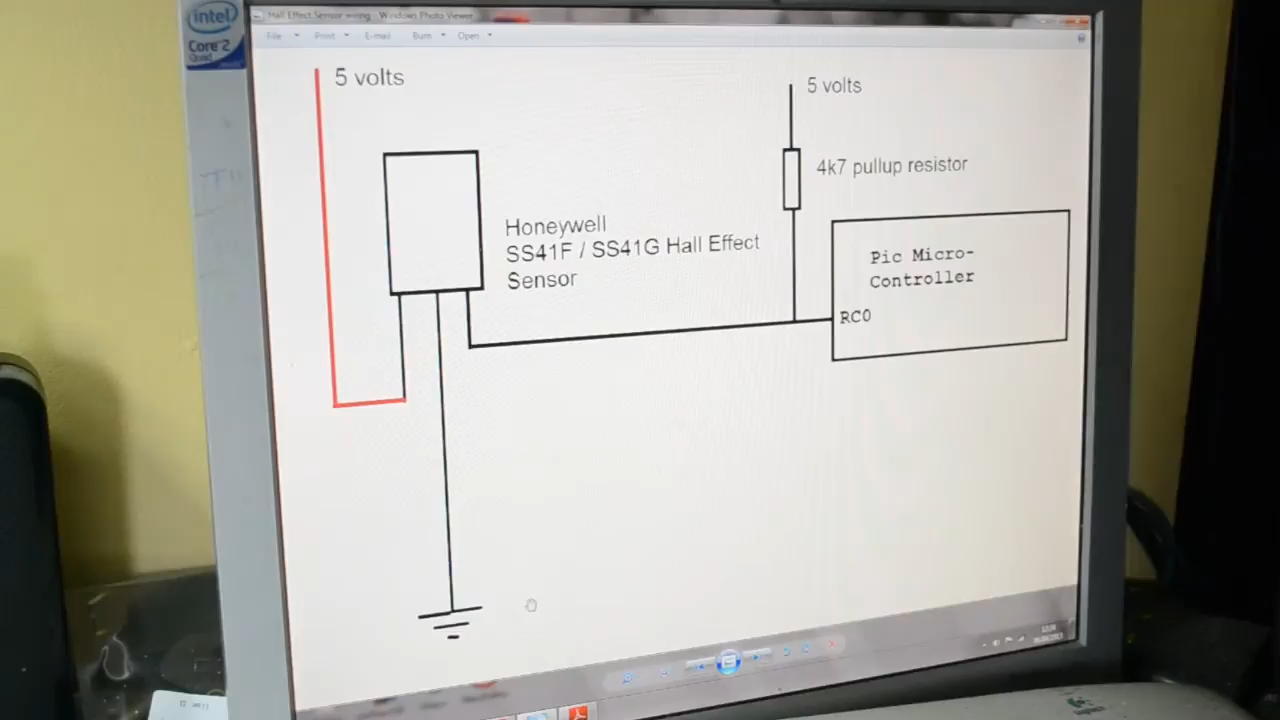 intel
Core 2
Quad
Hall Effect Sensor wiring - Windows Photo Viewer
File Print E-mail Burn Open
5 volts
5 volts
4k7 pullup resistor
Honeywell
SS41F / SS41G Hall Effect
Sensor
Pic Micro-
Controller
RC0